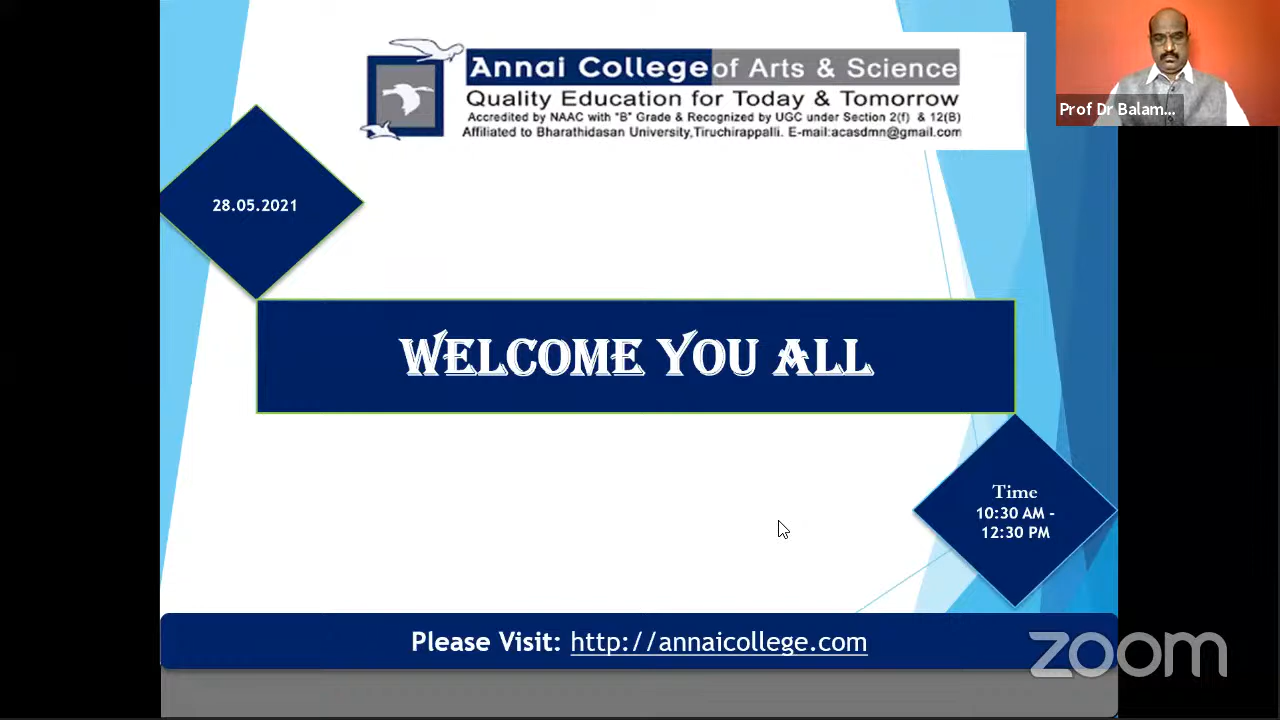 Annai College of Arts & Science
Quality Education for Today & Tomorrow
Accredited by NAAC with "B" Grade & Recognized by UGC under Section 2(f) & 12(B)
Affiliated to Bharathidasan University,Tiruchirappalli. E-mail:acasdmn@gmail.com
Prof Dr Balam...
28.05.2021
WELCOME YOU ALL
Time
10:30 AM -
12:30 PM
Please Visit: http://annaicollege.com
zoom